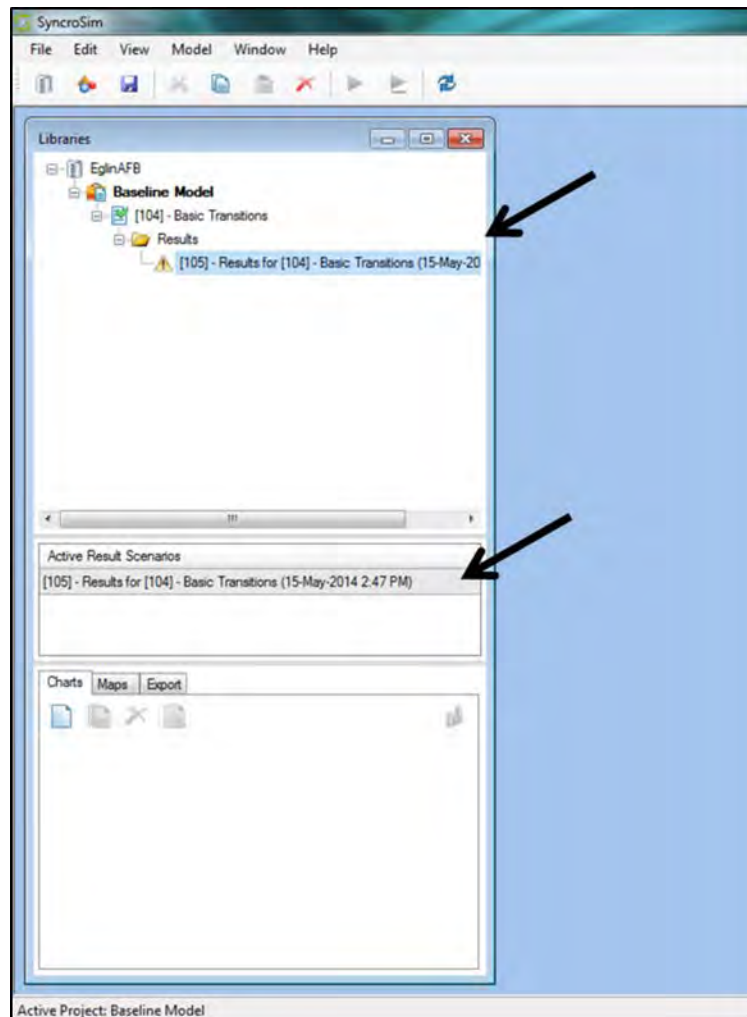 SyncroSim
File Edit View Model Window Help
Libraries
EglinAFB
Baseline Model
[104] - Basic Transitions
Results
[105] - Results for [104] - Basic Transitions (15-May-20
Active Result Scenarios
[105] - Results for [104] - Basic Transitions (15-May-2014 2:47 PM)
Charts Maps Export
Active Project: Baseline Model